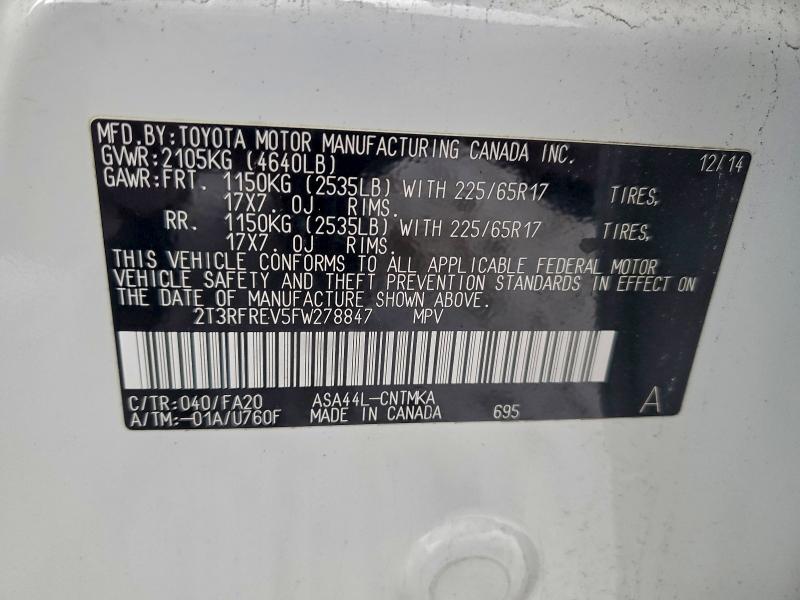 MFD.BY:TOYOTA MOTOR MANUFACTURING CANADA INC. 12/14
GVWR:2105KG (4640LB)
GAWR:FRT. 1150KG (2535LB) WITH 225/65R17 TIRES,
17X7.0J RIMS.
RR. 1150KG (2535LB) WITH 225/65R17 TIRES,
17X7.0J RIMS.
THIS VEHICLE CONFORMS TO ALL APPLICABLE FEDERAL MOTOR
VEHICLE SAFETY AND THEFT PREVENTION STANDARDS IN EFFECT ON
THE DATE OF MANUFACTURE SHOWN ABOVE.
2T3RFREV5FW278847 MPV
C/TR:040/FA20 ASA44L-CNTMKA
A/TM:-01A/U760F MADE IN CANADA 695 A